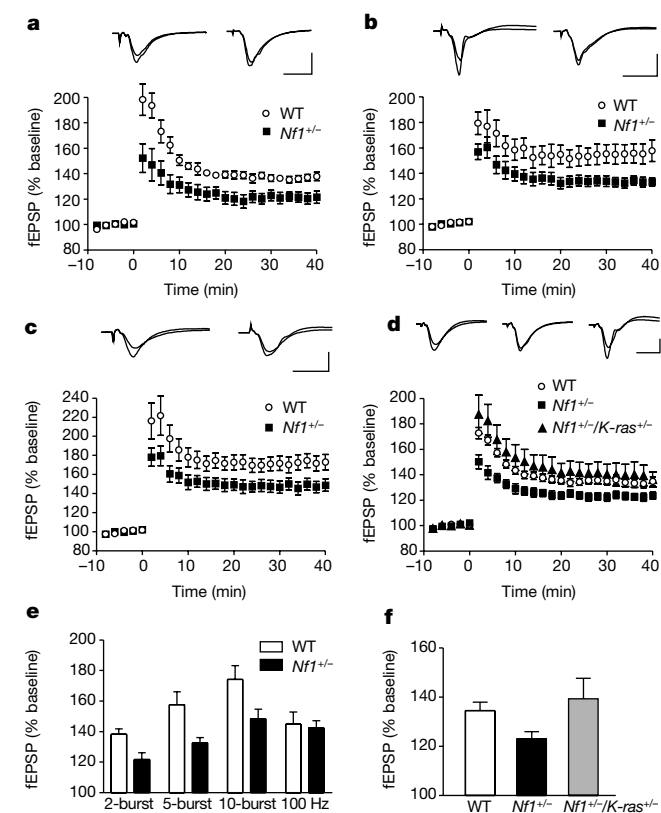 a
WT
Nf1+/–
fEPSP (% baseline)
200
180
160
140
120
100
80
–10
0
10
20
30
40
Time (min)
b
WT
Nf1+/–
fEPSP (% baseline)
200
180
160
140
120
100
80
–10
0
10
20
30
40
Time (min)
c
WT
Nf1+/–
fEPSP (% baseline)
240
220
200
180
160
140
120
100
80
–10
0
10
20
30
40
Time (min)
d
WT
Nf1+/–
Nf1+/–/K-ras+/–
fEPSP (% baseline)
200
180
160
140
120
100
80
–10
0
10
20
30
40
Time (min)
e
WT
Nf1+/–
fEPSP (% baseline)
200
180
160
140
120
100
2-burst 5-burst 10-burst 100 Hz
f
fEPSP (% baseline)
160
140
120
100
WT Nf1+/– Nf1+/–/K-ras+/–